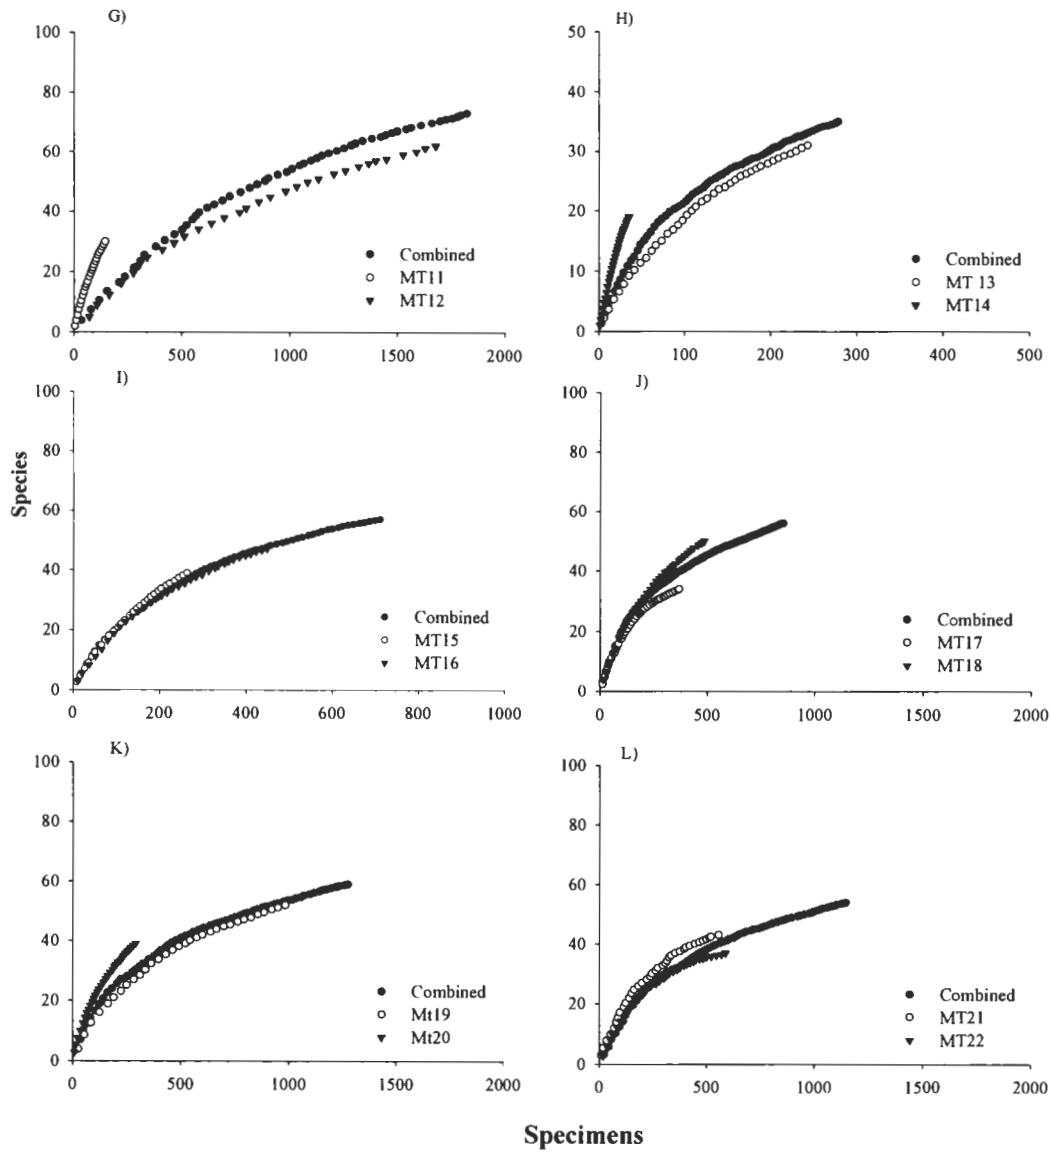 G)
100
80
60
40
20
0
0 500 1000 1500 2000
Combined
MT11
MT12
H)
50
40
30
20
10
0
0 100 200 280 300 400 500
Combined
MT 13
MT14
I)
100
80
60
40
20
0
0 200 400 600 800 1000
Combined
MT15
MT16
J)
100
80
60
40
20
0
0 500 1000 1500 2000
Combined
MT17
MT18
Species
K)
100
80
60
40
20
0
0 500 1000 1500 2000
Combined
Mt19
Mt20
L)
100
80
60
40
20
0
0 500 1000 1500 2000
Combined
MT21
MT22
Specimens